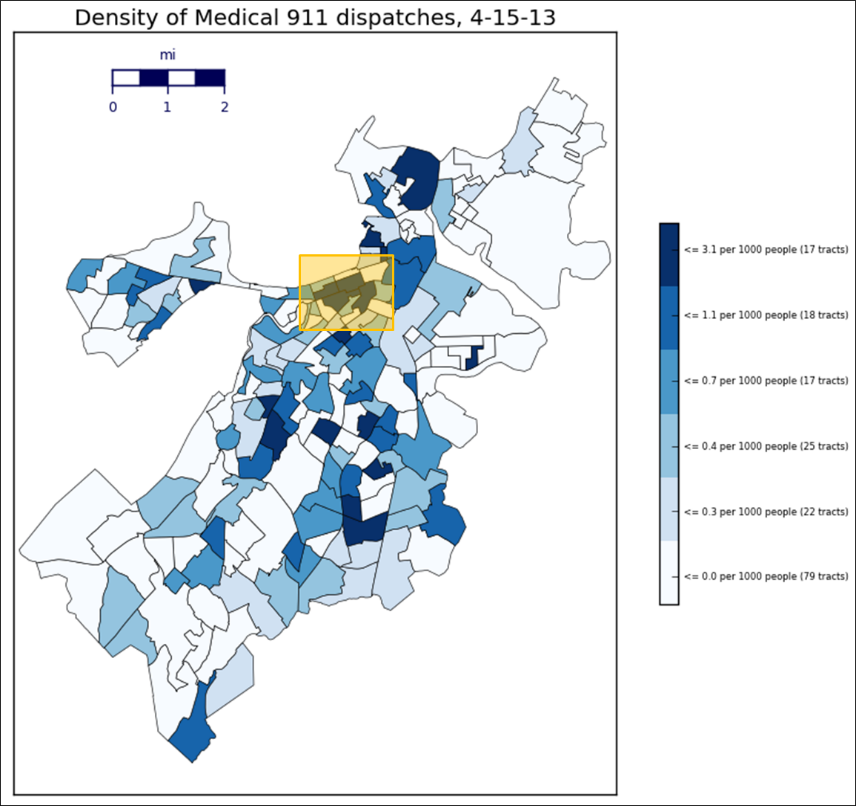 Density of Medical 911 dispatches, 4-15-13
mi
0 1 2
<= 3.1 per 1000 people (17 tracts)
<= 1.1 per 1000 people (18 tracts)
<= 0.7 per 1000 people (17 tracts)
<= 0.4 per 1000 people (25 tracts)
<= 0.3 per 1000 people (22 tracts)
<= 0.0 per 1000 people (79 tracts)